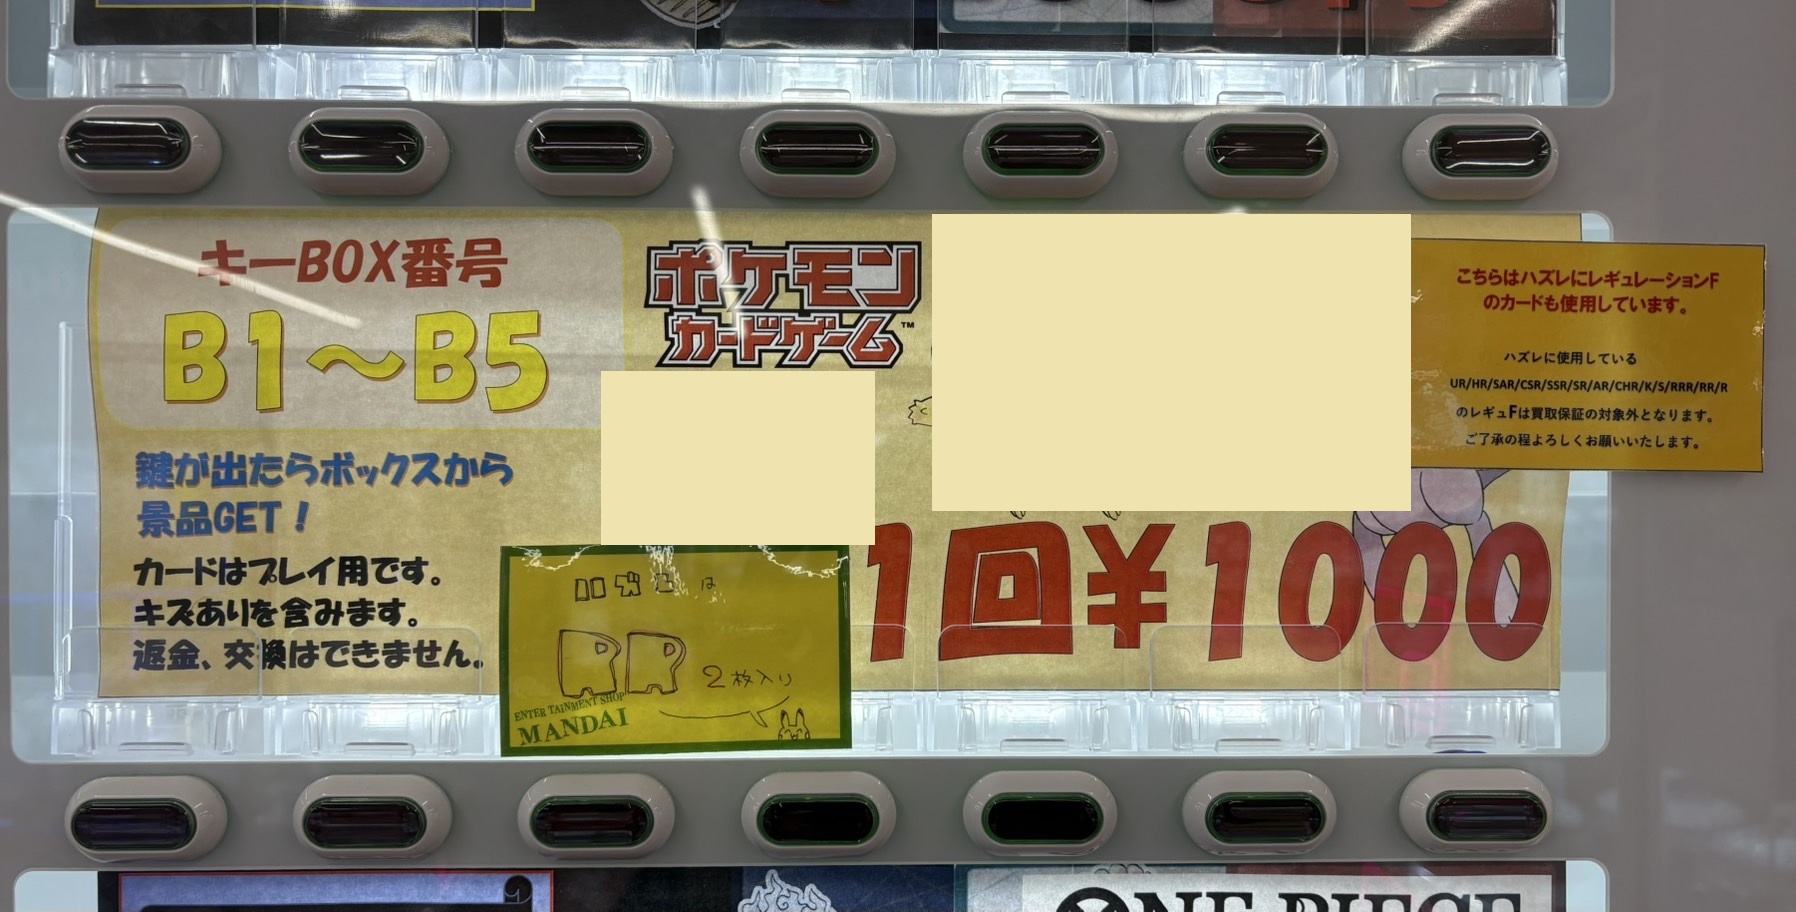 キーBOX番号
B1〜B5
鍵が出たらボックスから
景品GET！
カードはプレイ用です。
キズありを含みます。
返金、交換はできません。
ポケモン
カードゲーム™
1回¥1000
ハズレは
RR 2枚入り
ENTERTAINMENT SHOP
MANDAI
こちらはハズレにレギュレーションF
のカードも使用しています。
ハズレに使用している
UR/HR/SAR/CSR/SSR/SR/AR/CHR/K/S/RRR/RR/R
のレギュFは買取保証の対象外となります。
ご了承の程よろしくお願いいたします。
ONE PIECE